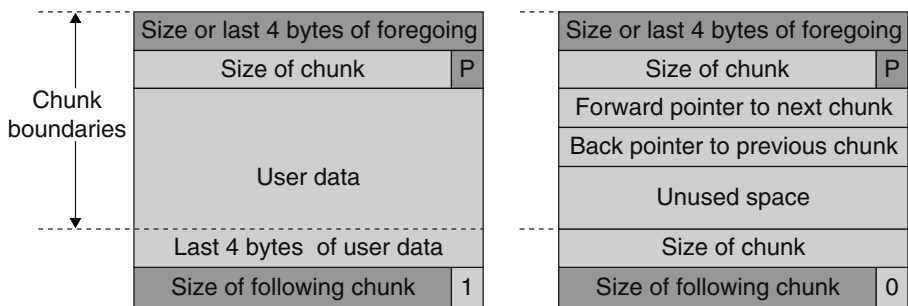 Size or last 4 bytes of foregoing
Size of chunk P
User data
Last 4 bytes of user data
Size of following chunk 1
Chunk
boundaries
Size or last 4 bytes of foregoing
Size of chunk P
Forward pointer to next chunk
Back pointer to previous chunk
Unused space
Size of chunk
Size of following chunk 0